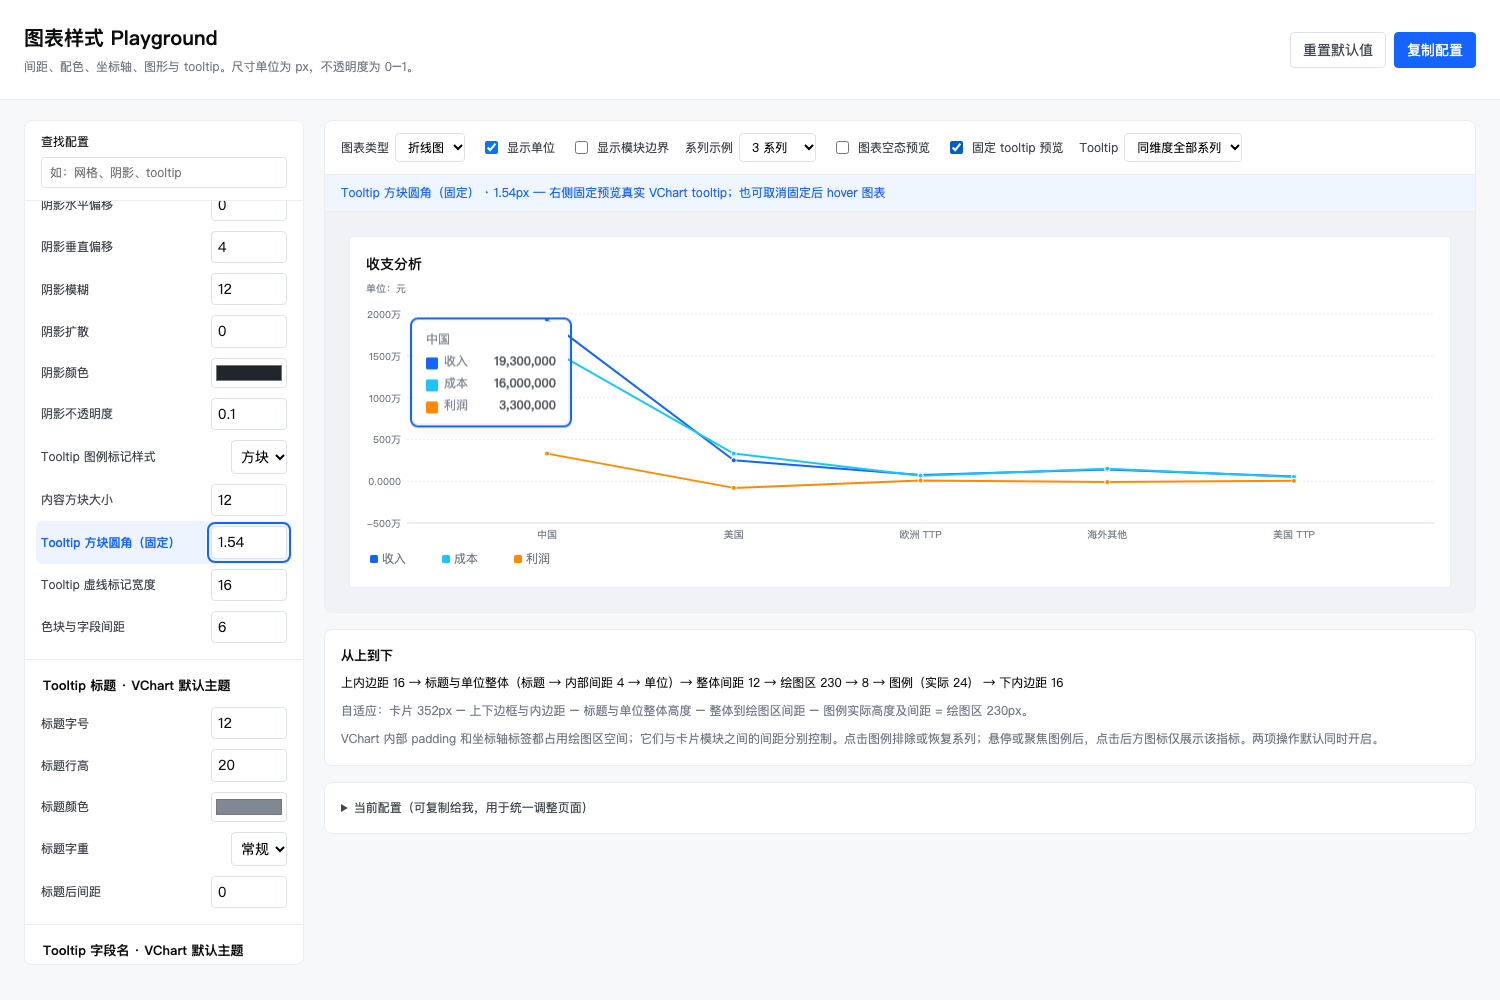 图表样式 Playground
间距、配色、坐标轴、图形与 tooltip。尺寸单位为 px，不透明度为 0—1。
重置默认值
复制配置
查找配置
如：网格、阴影、tooltip
阴影水平偏移 0
阴影垂直偏移 4
阴影模糊 12
阴影扩散 0
阴影颜色
阴影不透明度 0.1
Tooltip 图例标记样式 方块
内容方块大小 12
Tooltip 方块圆角（固定） 1.54
Tooltip 虚线标记宽度 16
色块与字段间距 6
Tooltip 标题 · VChart 默认主题
标题字号 12
标题行高 20
标题颜色
标题字重 常规
标题后间距 0
Tooltip 字段名 · VChart 默认主题
图表类型 折线图 显示单位 显示模块边界 系列示例 3 系列 图表空态预览 固定 tooltip 预览 Tooltip 同维度全部系列
Tooltip 方块圆角（固定） · 1.54px — 右侧固定预览真实 VChart tooltip；也可取消固定后 hover 图表
收支分析
单位：元
2000万
1500万
1000万
500万
0.0000
−500万
中国
收入 19,300,000
成本 16,000,000
利润 3,300,000
中国 美国 欧洲 TTP 海外其他 美国 TTP
收入 成本 利润
从上到下
上内边距 16 → 标题与单位整体（标题 → 内部间距 4 → 单位）→ 整体间距 12 → 绘图区 230 → 8 → 图例（实际 24） → 下内边距 16
自适应：卡片 352px − 上下边框与内边距 − 标题与单位整体高度 − 整体到绘图区间距 − 图例实际高度及间距 = 绘图区 230px。
VChart 内部 padding 和坐标轴标签都占用绘图区空间；它们与卡片模块之间的间距分别控制。点击图例排除或恢复系列；悬停或聚焦图例后，点击后方图标仅展示该指标。两项操作默认同时开启。
当前配置（可复制给我，用于统一调整页面）